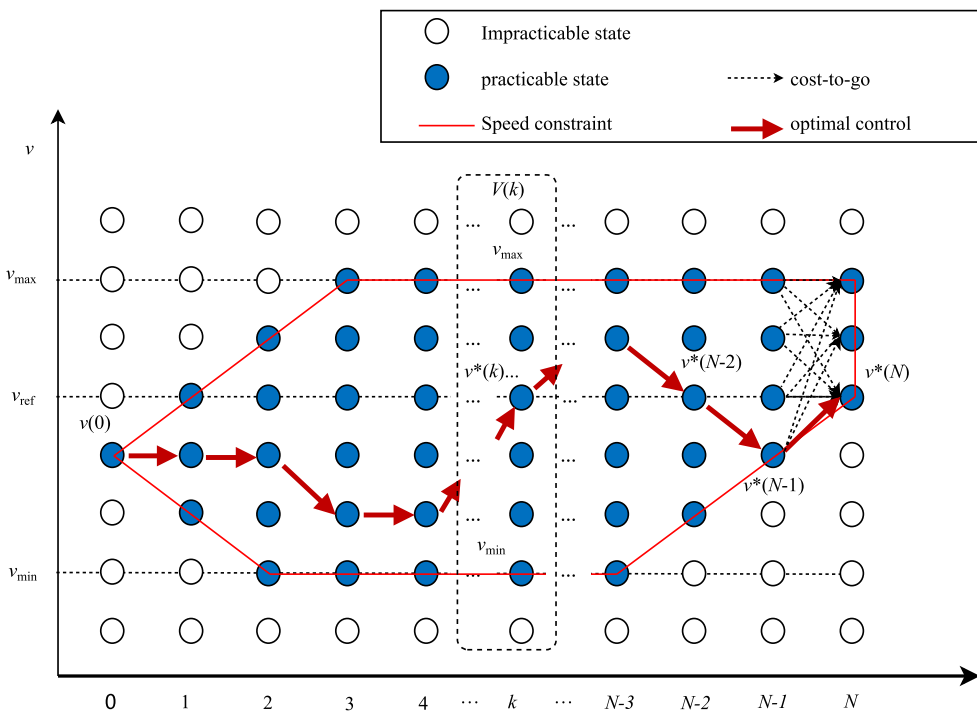 Impracticable state
practicable state
cost-to-go
Speed constraint
optimal control
v
V(k)
... ...
v_max
v_max
... ...
... ...
v*(k)...
v*(N-2)
v*(N)
v_ref
... ...
v(0)
... ...
v*(N-1)
... ...
v_min
v_min
... ...
0 1 2 3 4 ... k ... N-3 N-2 N-1 N